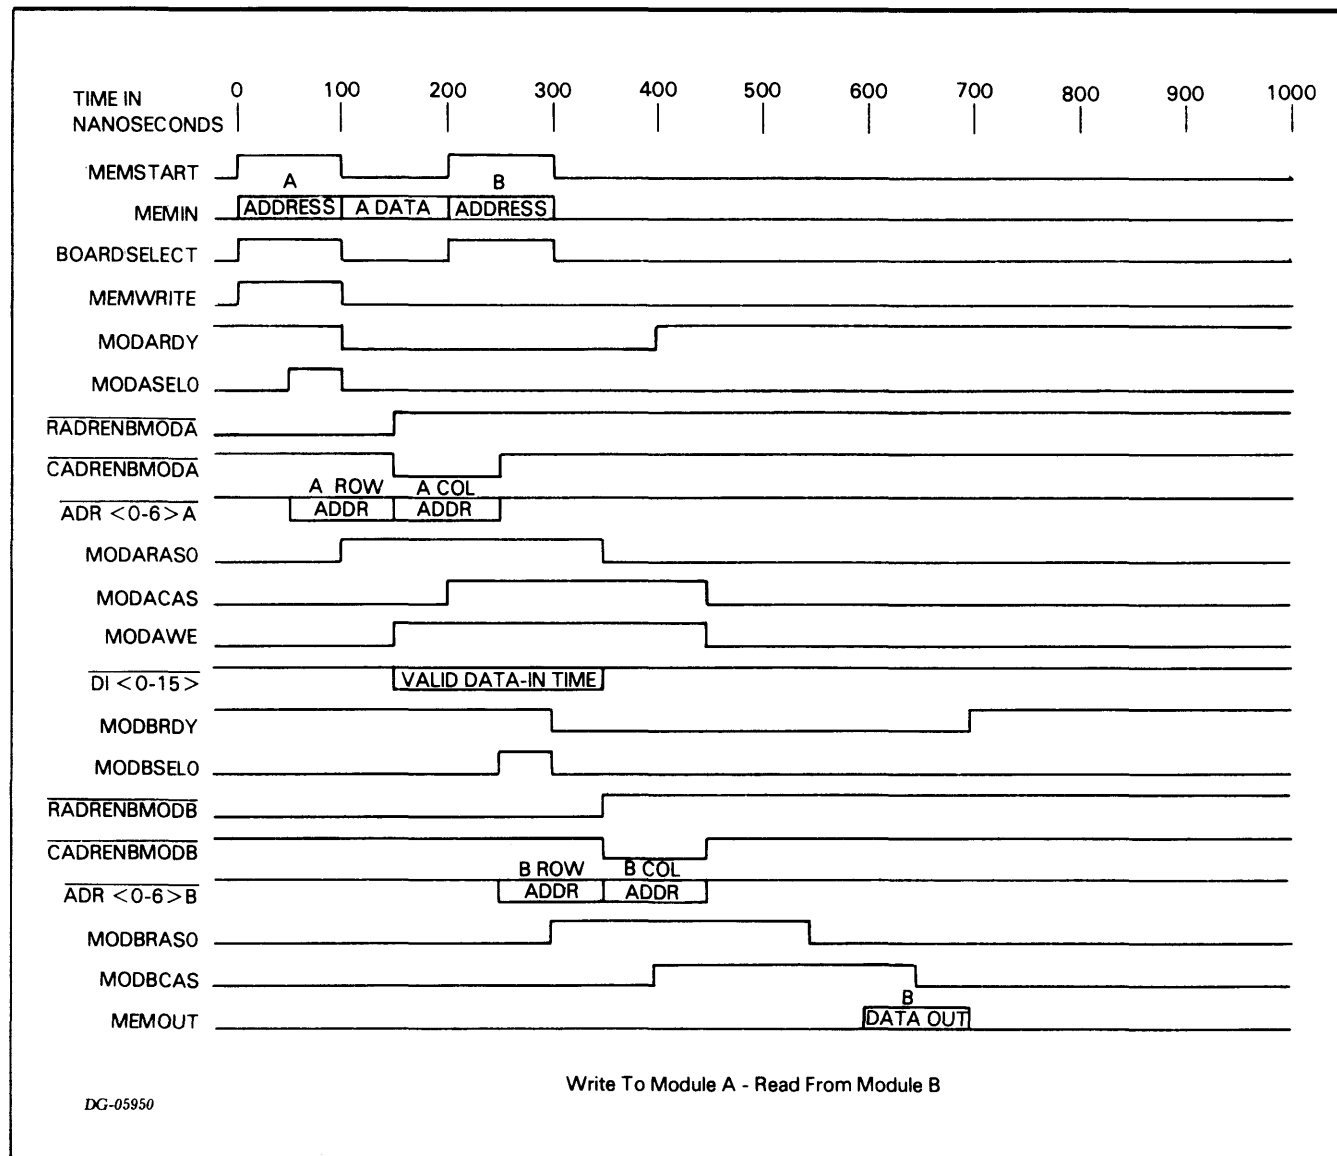 0 100 200 300 400 500 600 700 800 900 1000
TIME IN
NANOSECONDS
MEMSTART
A B
MEMIN ADDRESS A DATA ADDRESS
BOARDSELECT
MEMWRITE
MODARDY
MODASEL0
RADRENBMODA
CADRENBMODA
A ROW A COL
ADR <0-6>A ADDR ADDR
MODARAS0
MODACAS
MODAWE
DI <0-15> VALID DATA-IN TIME
MODBRDY
MODBSEL0
RADRENBMODB
CADRENBMODB
B ROW B COL
ADR <0-6>B ADDR ADDR
MODBRAS0
MODBCAS
B
MEMOUT DATA OUT
Write To Module A - Read From Module B
DG-05950